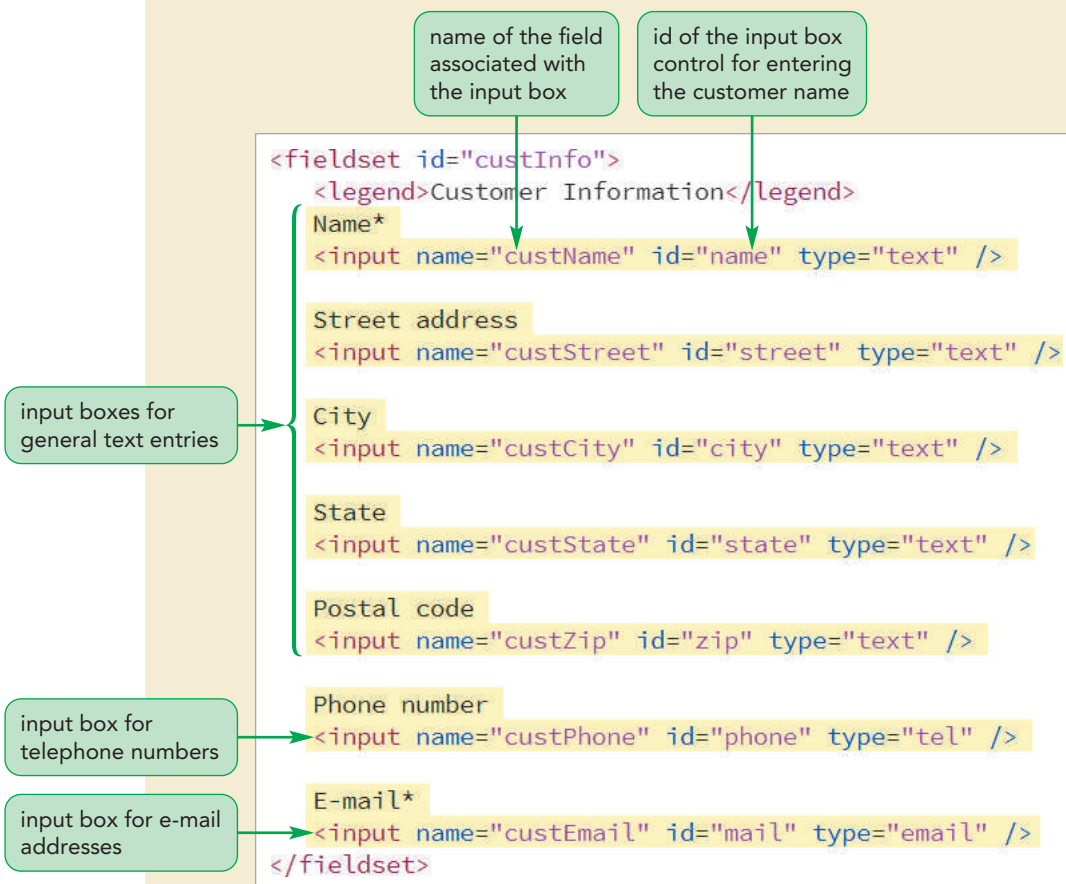 name of the field
associated with
the input box
id of the input box
control for entering
the customer name
<fieldset id="custInfo">
<legend>Customer Information</legend>
Name*
<input name="custName" id="name" type="text" />
Street address
<input name="custStreet" id="street" type="text" />
input boxes for
general text entries
City
<input name="custCity" id="city" type="text" />
State
<input name="custState" id="state" type="text" />
Postal code
<input name="custZip" id="zip" type="text" />
input box for
telephone numbers
Phone number
<input name="custPhone" id="phone" type="tel" />
input box for e-mail
addresses
E-mail*
<input name="custEmail" id="mail" type="email" />
</fieldset>